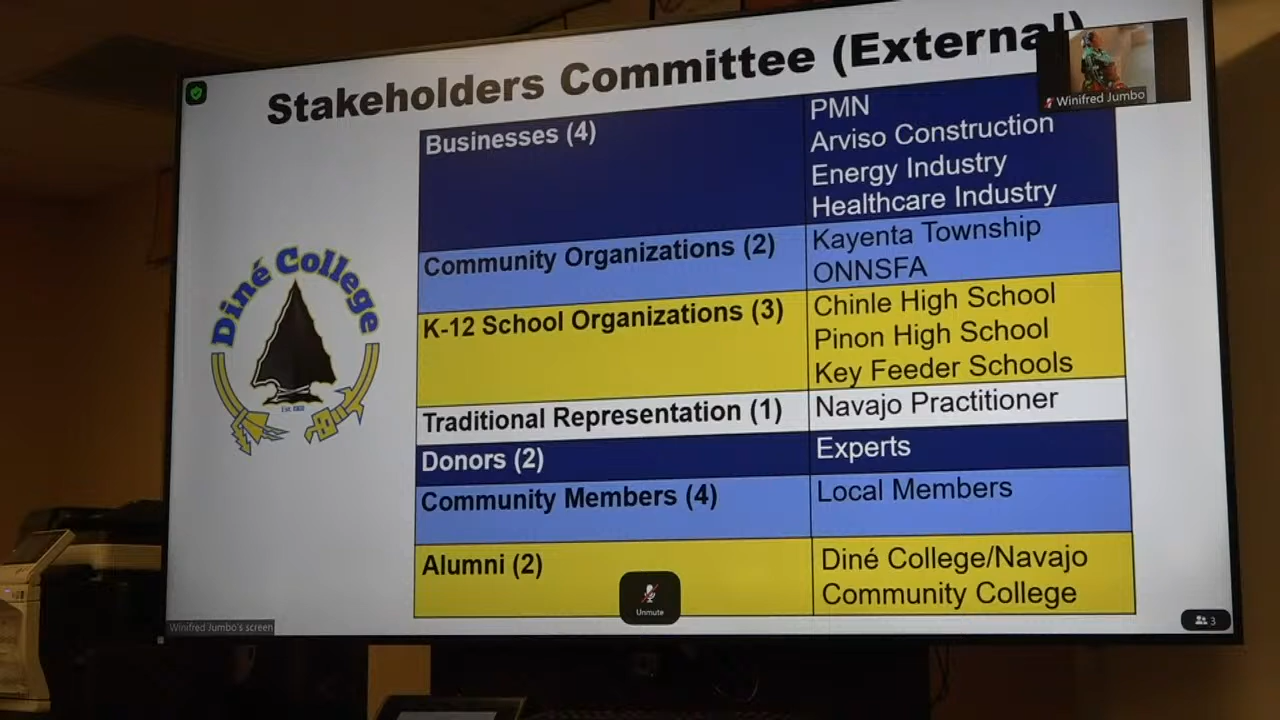 Stakeholders Committee (External)
Winifred Jumbo
Businesses (4)
PMN
Arviso Construction
Energy Industry
Healthcare Industry
Community Organizations (2)
Kayenta Township
ONNSFA
K-12 School Organizations (3)
Chinle High School
Pinon High School
Key Feeder Schools
Traditional Representation (1)
Navajo Practitioner
Donors (2)
Experts
Community Members (4)
Local Members
Alumni (2)
Diné College/Navajo
Community College
Diné College
Est. 1968
Unmute
Winifred Jumbo's screen
3